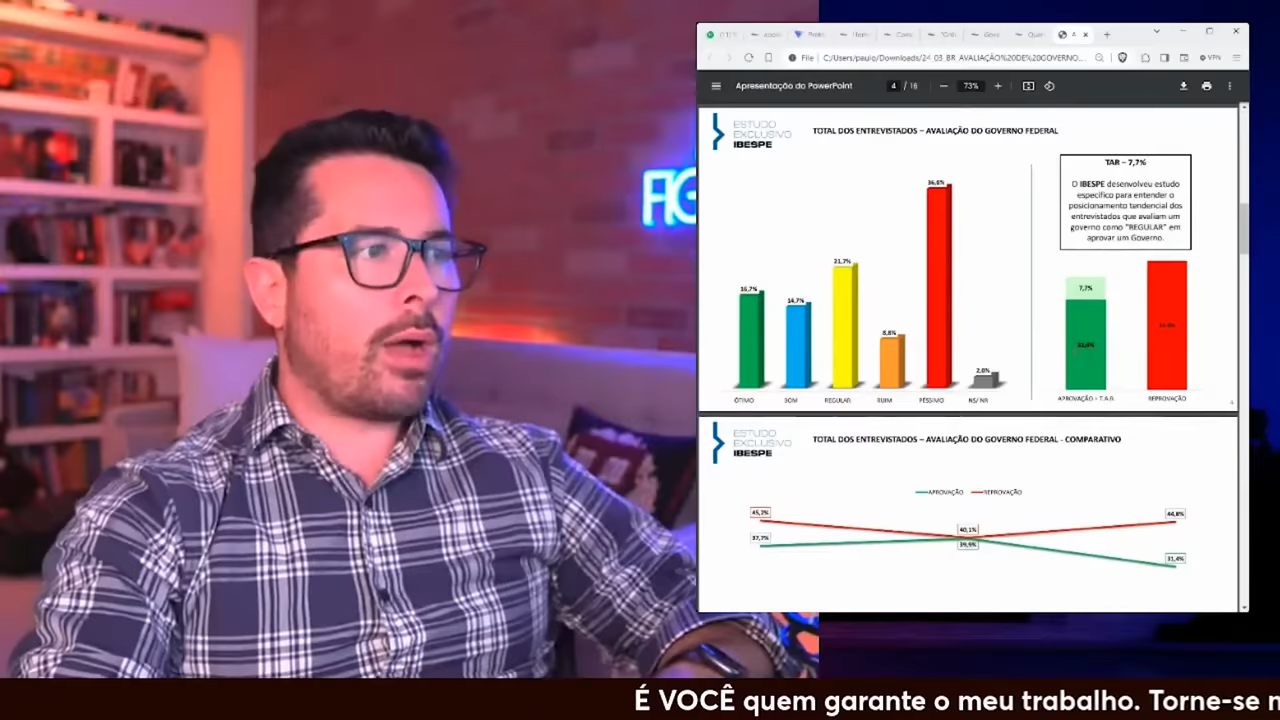 FIG
File
C:/Users/paulo/Downloads/24_03_BR_AVALIAÇÃO%20DE%20GOVERNO...
VPN
Apresentação do PowerPoint
4 / 16
73%
ESTUDO
EXCLUSIVO
IBESPE
TOTAL DOS ENTREVISTADOS – AVALIAÇÃO DO GOVERNO FEDERAL
16,7%
14,7%
21,7%
8,8%
36,0%
2,0%
ÓTIMO
BOM
REGULAR
RUIM
PÉSSIMO
NS/ NR
TAR – 7,7%
O IBESPE desenvolveu estudo
específico para entender o
posicionamento tendencial dos
entrevistados que avaliam um
governo como "REGULAR" em
aprovar um Governo.
7,7%
APROVAÇÃO + T.A.R.
REPROVAÇÃO
4
ESTUDO
EXCLUSIVO
IBESPE
TOTAL DOS ENTREVISTADOS – AVALIAÇÃO DO GOVERNO FEDERAL - COMPARATIVO
APROVAÇÃO
REPROVAÇÃO
45,2%
37,7%
40,1%
39,9%
44,8%
31,4%
É VOCÊ quem garante o meu trabalho. Torne-se